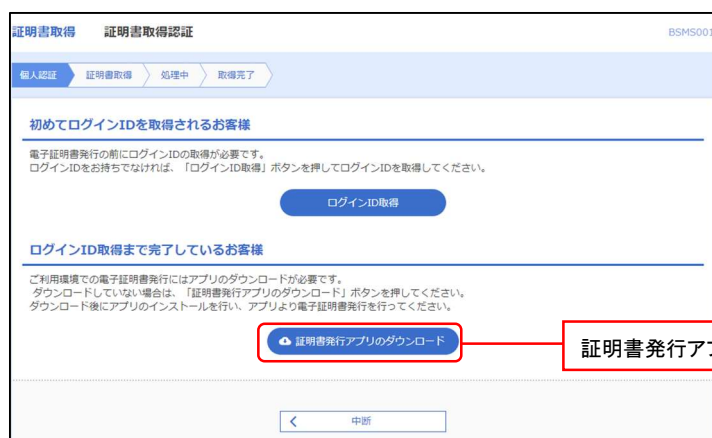 証明書取得 証明書取得認証 BSMS001
個人認証 証明書取得 処理中 取得完了
初めてログインIDを取得されるお客様
電子証明書発行の前にログインIDの取得が必要です。
ログインIDをお持ちでなければ、「ログインID取得」ボタンを押してログインIDを取得してください。
ログインID取得
ログインID取得まで完了しているお客様
ご利用環境での電子証明書発行にはアプリのダウンロードが必要です。
ダウンロードしていない場合は、「証明書発行アプリのダウンロード」ボタンを押してください。
ダウンロード後にアプリのインストールを行い、アプリより電子証明書発行を行ってください。
証明書発行アプリのダウンロード
証明書発行アプ
中断